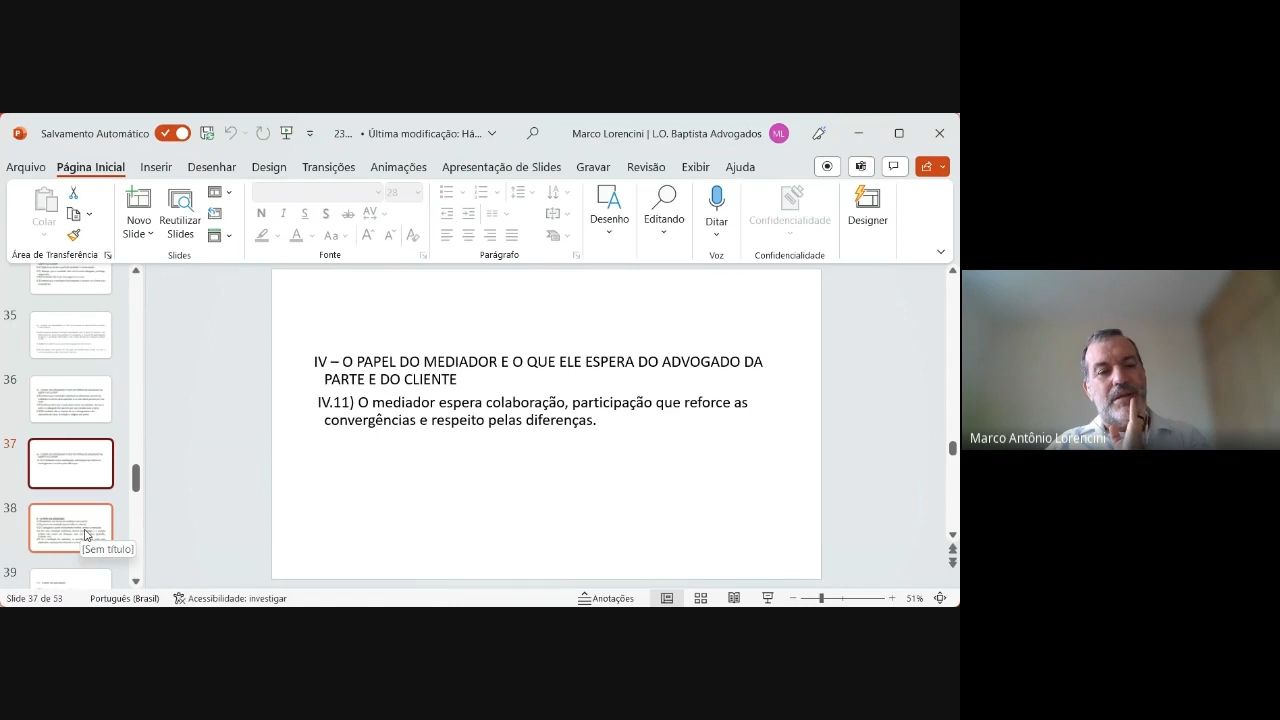 Salvamento Automático
23... • Última modificação: Há...
Marco Lorencini | L.O. Baptista Advogados
ML
Arquivo Página Inicial Inserir Desenhar Design Transições Animações Apresentação de Slides Gravar Revisão Exibir Ajuda
Colar
Novo Slide
Reutilizar Slides
28
N I S S ab AV
A Aa A A A
Desenho
Editando
Ditar
Confidencialidade
Designer
Área de Transferência Slides Fonte Parágrafo Voz Confidencialidade
35
36
37
38
39
[Sem título]
IV – O PAPEL DO MEDIADOR E O QUE ELE ESPERA DO ADVOGADO DA
PARTE E DO CLIENTE
IV.11) O mediador espera colaboração, participação que reforce as
convergências e respeito pelas diferenças.
Slide 37 de 53 Português (Brasil) Acessibilidade: investigar Anotações 51%
Marco Antônio Lorencini